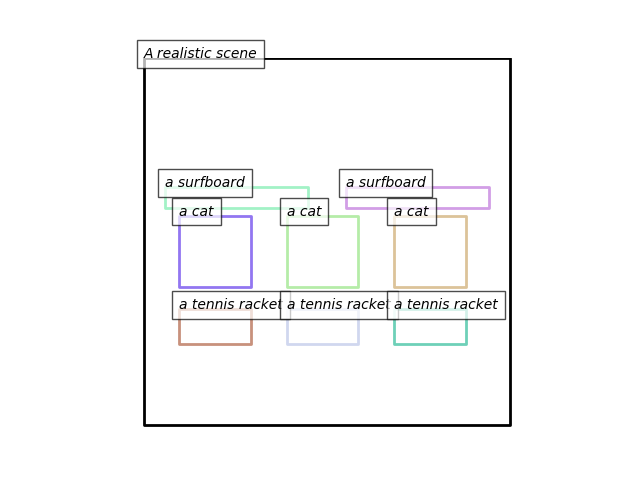 A realistic scene
a surfboard
a surfboard
a cat
a cat
a cat
a tennis racket
a tennis racket
a tennis racket